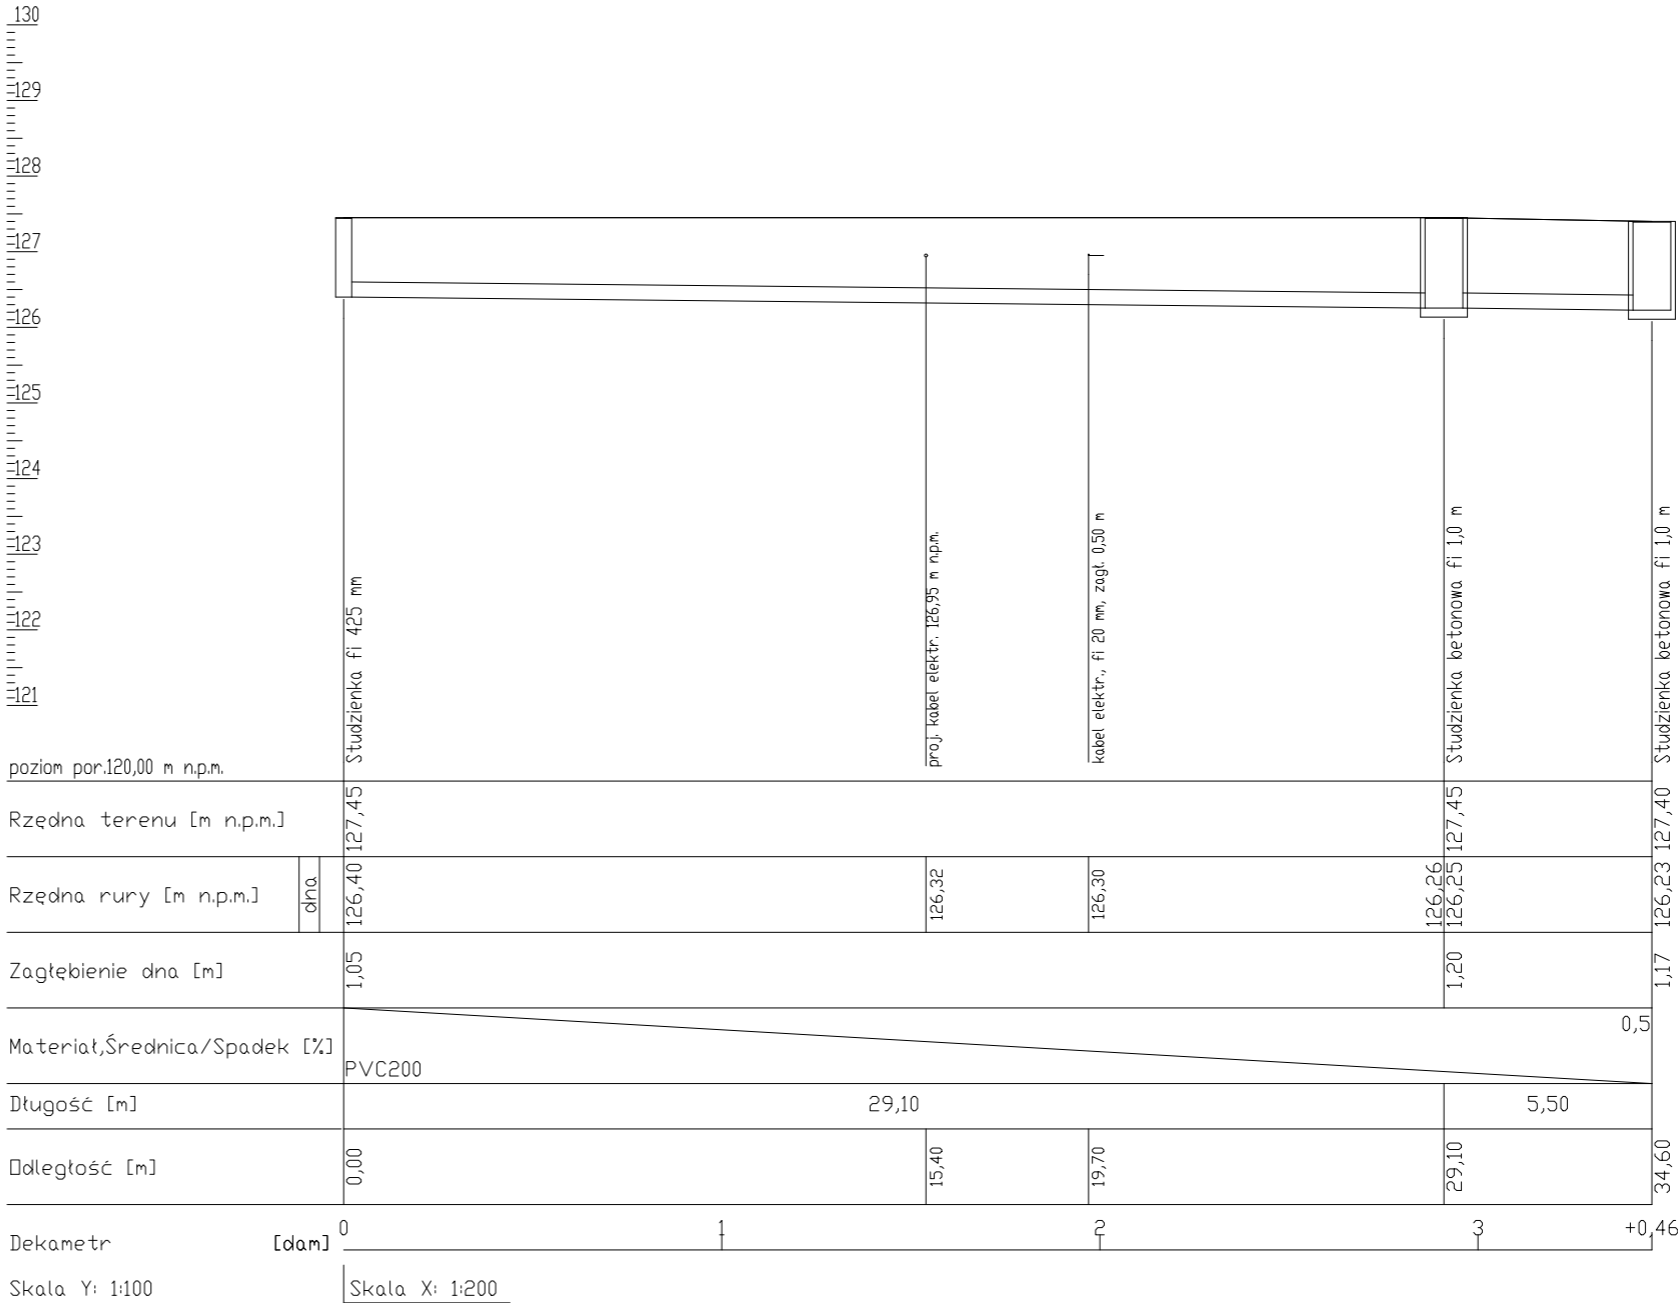 130
129
128
127
126
125
124
123
122
121
Studzienka fi 425 mm
proj. kabel elektr. 126,95 m n.p.m.
kabel elektr., fi 20 mm, zagł. 0,50 m
Studzienka betonowa fi 1,0 m
Studzienka betonowa fi 1,0 m
poziom por.120,00 m n.p.m.
Rzędna terenu [m n.p.m.]
127,45
127,45
127,40
Rzędna rury [m n.p.m.]
dna
126,40
126,32
126,30
126,26
126,25
126,23
Zagłębienie dna [m]
1,05
1,20
1,17
Materiał,Średnica/Spadek [%]
PVC200
0,5
Długość [m]
29,10
5,50
Odległość [m]
0,00
15,40
19,70
29,10
34,60
Dekametr [dam]
0
1
2
3
+0,46
Skala Y: 1:100
Skala X: 1:200